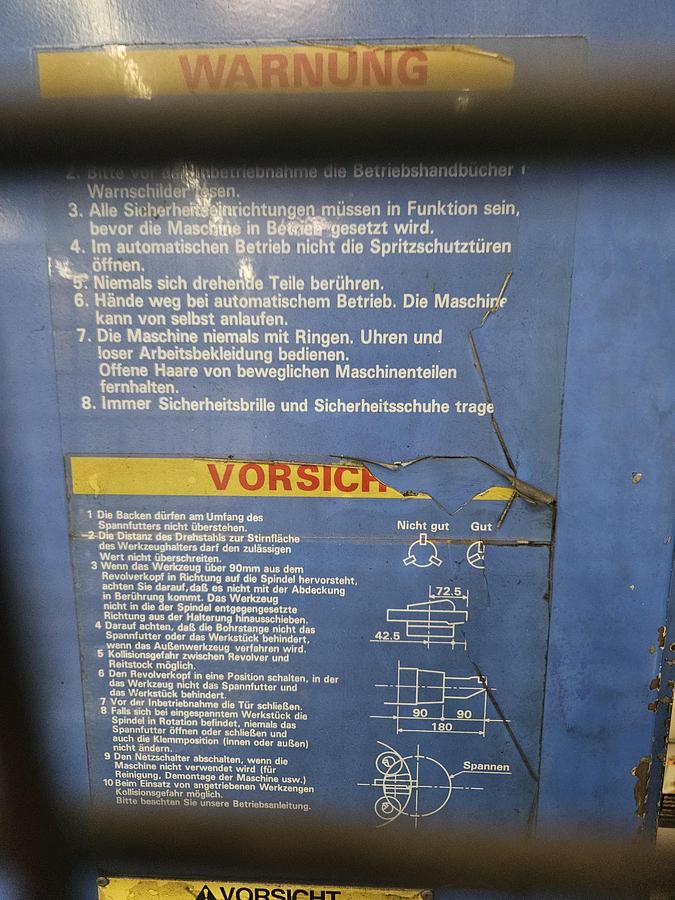 WARNUNG
2. Bitte vor der Inbetriebnahme die Betriebshandbücher
Warnschilder lesen.
3. Alle Sicherheitseinrichtungen müssen in Funktion sein,
bevor die Maschine in Betrieb gesetzt wird.
4. Im automatischen Betrieb nicht die Spritzschutztüren
öffnen.
5. Niemals sich drehende Teile berühren.
6. Hände weg bei automatischem Betrieb. Die Maschine
kann von selbst anlaufen.
7. Die Maschine niemals mit Ringen. Uhren und
loser Arbeitsbekleidung bedienen.
Offene Haare von beweglichen Maschinenteilen
fernhalten.
8. Immer Sicherheitsbrille und Sicherheitsschuhe trage
VORSICH
1 Die Backen dürfen am Umfang des
Spannfutters nicht überstehen.
2 Die Distanz des Drehstahls zur Stirnfläche
des Werkzeughalters darf den zulässigen
Wert nicht überschreiten.
3 Wenn das Werkzeug über 90mm aus dem
Revolverkopf in Richtung auf die Spindel hervorsteht,
achten Sie darauf, daß es nicht mit der Abdeckung
in Berührung kommt. Das Werkzeug
nicht in die der Spindel entgegengesetzte
Richtung aus der Halterung hinausschieben.
4 Darauf achten, daß die Bohrstange nicht das
Spannfutter oder das Werkstück behindert,
wenn das Außenwerkzeug verfahren wird.
5 Kollisionsgefahr zwischen Revolver und
Reitstock möglich.
6 Den Revolverkopf in eine Position schalten, in der
das Werkzeug nicht das Spannfutter und
das Werkstück behindert.
7 Vor der Inbetriebnahme die Tür schließen.
8 Falls sich bei eingespanntem Werkstück die
Spindel in Rotation befindet, niemals das
Spannfutter öffnen oder schließen und
auch die Klemmposition (innen oder außen)
nicht ändern.
9 Den Netzschalter abschalten, wenn die
Maschine nicht verwendet wird (für
Reinigung, Demontage der Maschine usw.)
10 Beim Einsatz von angetriebenen Werkzeugen
Kollisionsgefahr möglich.
Bitte beachten Sie unsere Betriebsanleitung.
Nicht gut Gut
72.5
42.5
90 90
180
Spannen
VORSICHT